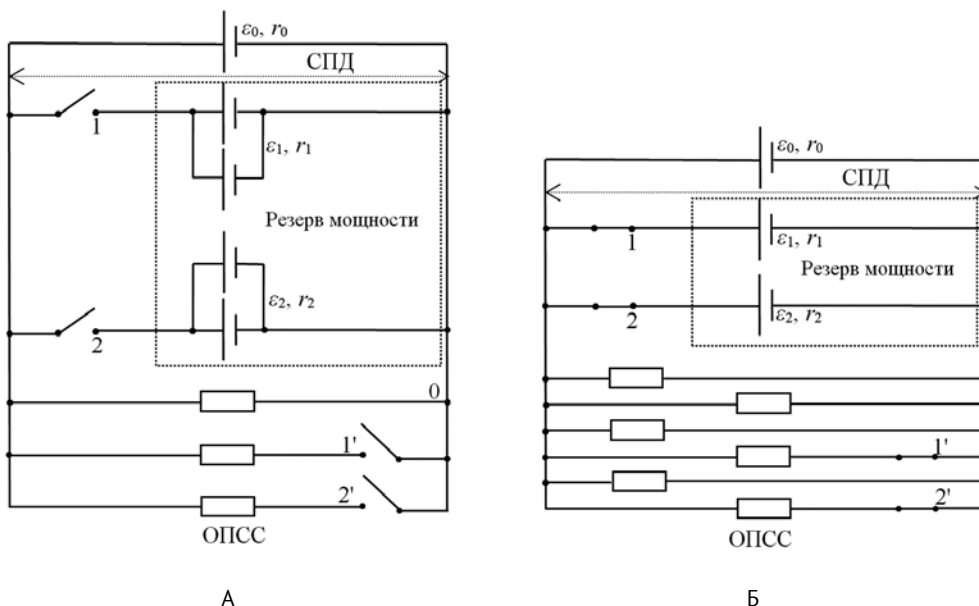 ε0, r0
СПД
1
ε1, r1
Резерв мощности
ε2, r2
2
0
1'
2'
ОПСС
А
ε0, r0
СПД
1
ε1, r1
Резерв мощности
2
ε2, r2
1'
2'
ОПСС
Б